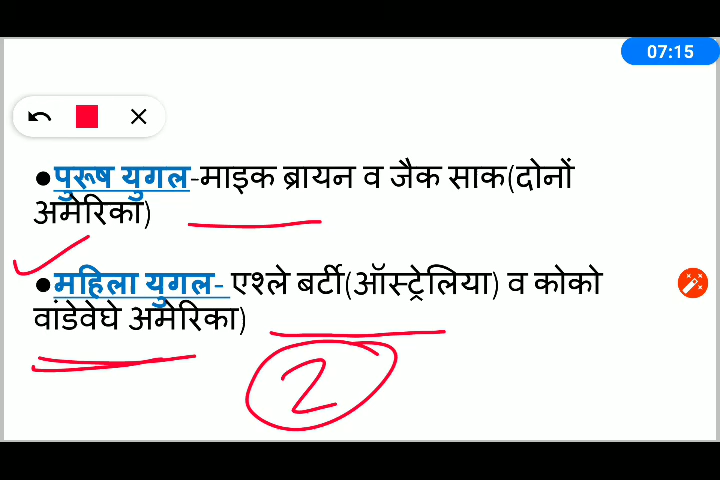 07:15
●पुरूष युगल-माइक ब्रायन व जैक साक(दोनों
अमेरिका)
●महिला युगल- एश्ले बर्टी(ऑस्ट्रेलिया) व कोको
वांडेवेघे अमेरिका)
2